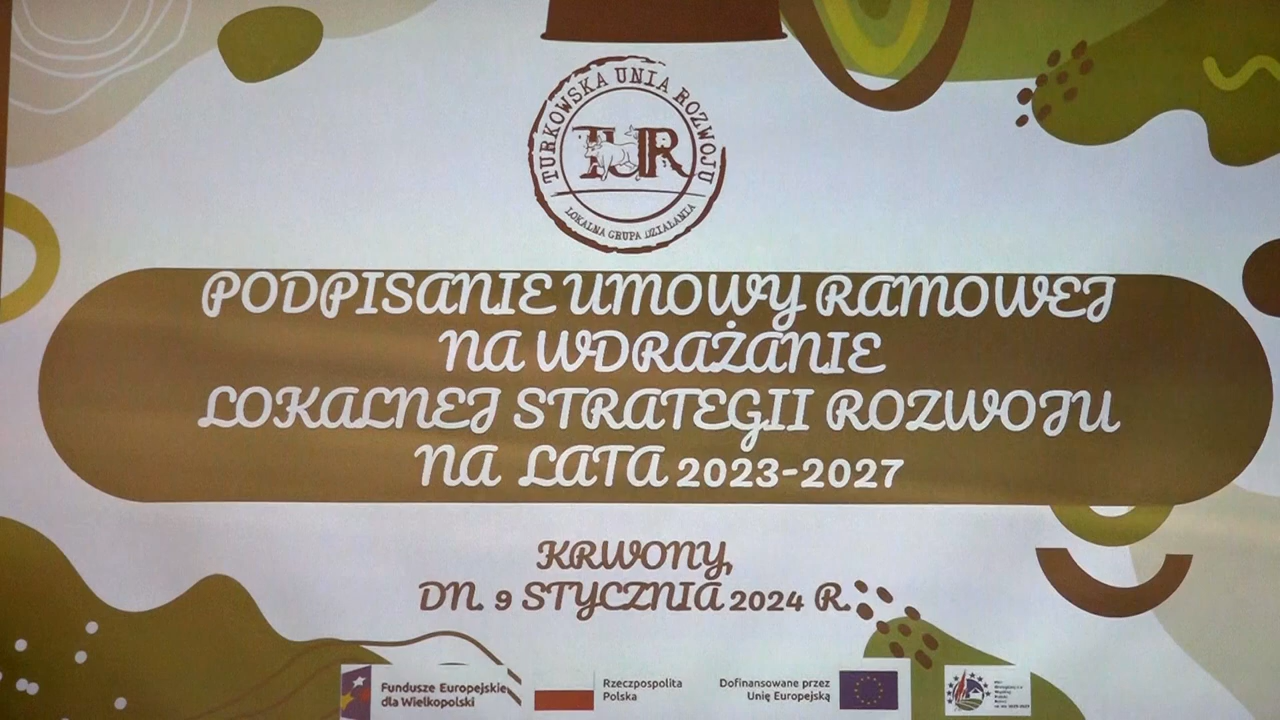 TURKOWSKA UNIA ROZWOJU
TUR
LOKALNA GRUPA DZIAŁANIA
PODPISANIE UMOWY RAMOWEJ
NA WDRAŻANIE
LOKALNEJ STRATEGII ROZWOJU
NA LATA 2023-2027
KRWONY,
DN. 9 STYCZNIA 2024 R.
Fundusze Europejskie
dla Wielkopolski
Rzeczpospolita
Polska
Dofinansowane przez
Unię Europejską